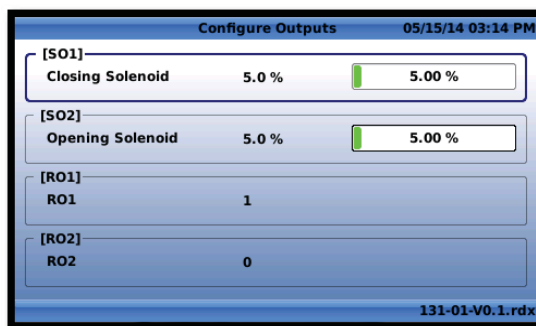 Configure Outputs 05/15/14 03:14 PM
[SO1]
Closing Solenoid 5.0 % 5.00 %
[SO2]
Opening Solenoid 5.0 % 5.00 %
[RO1]
RO1 1
[RO2]
RO2 0
131-01-V0.1.rdx